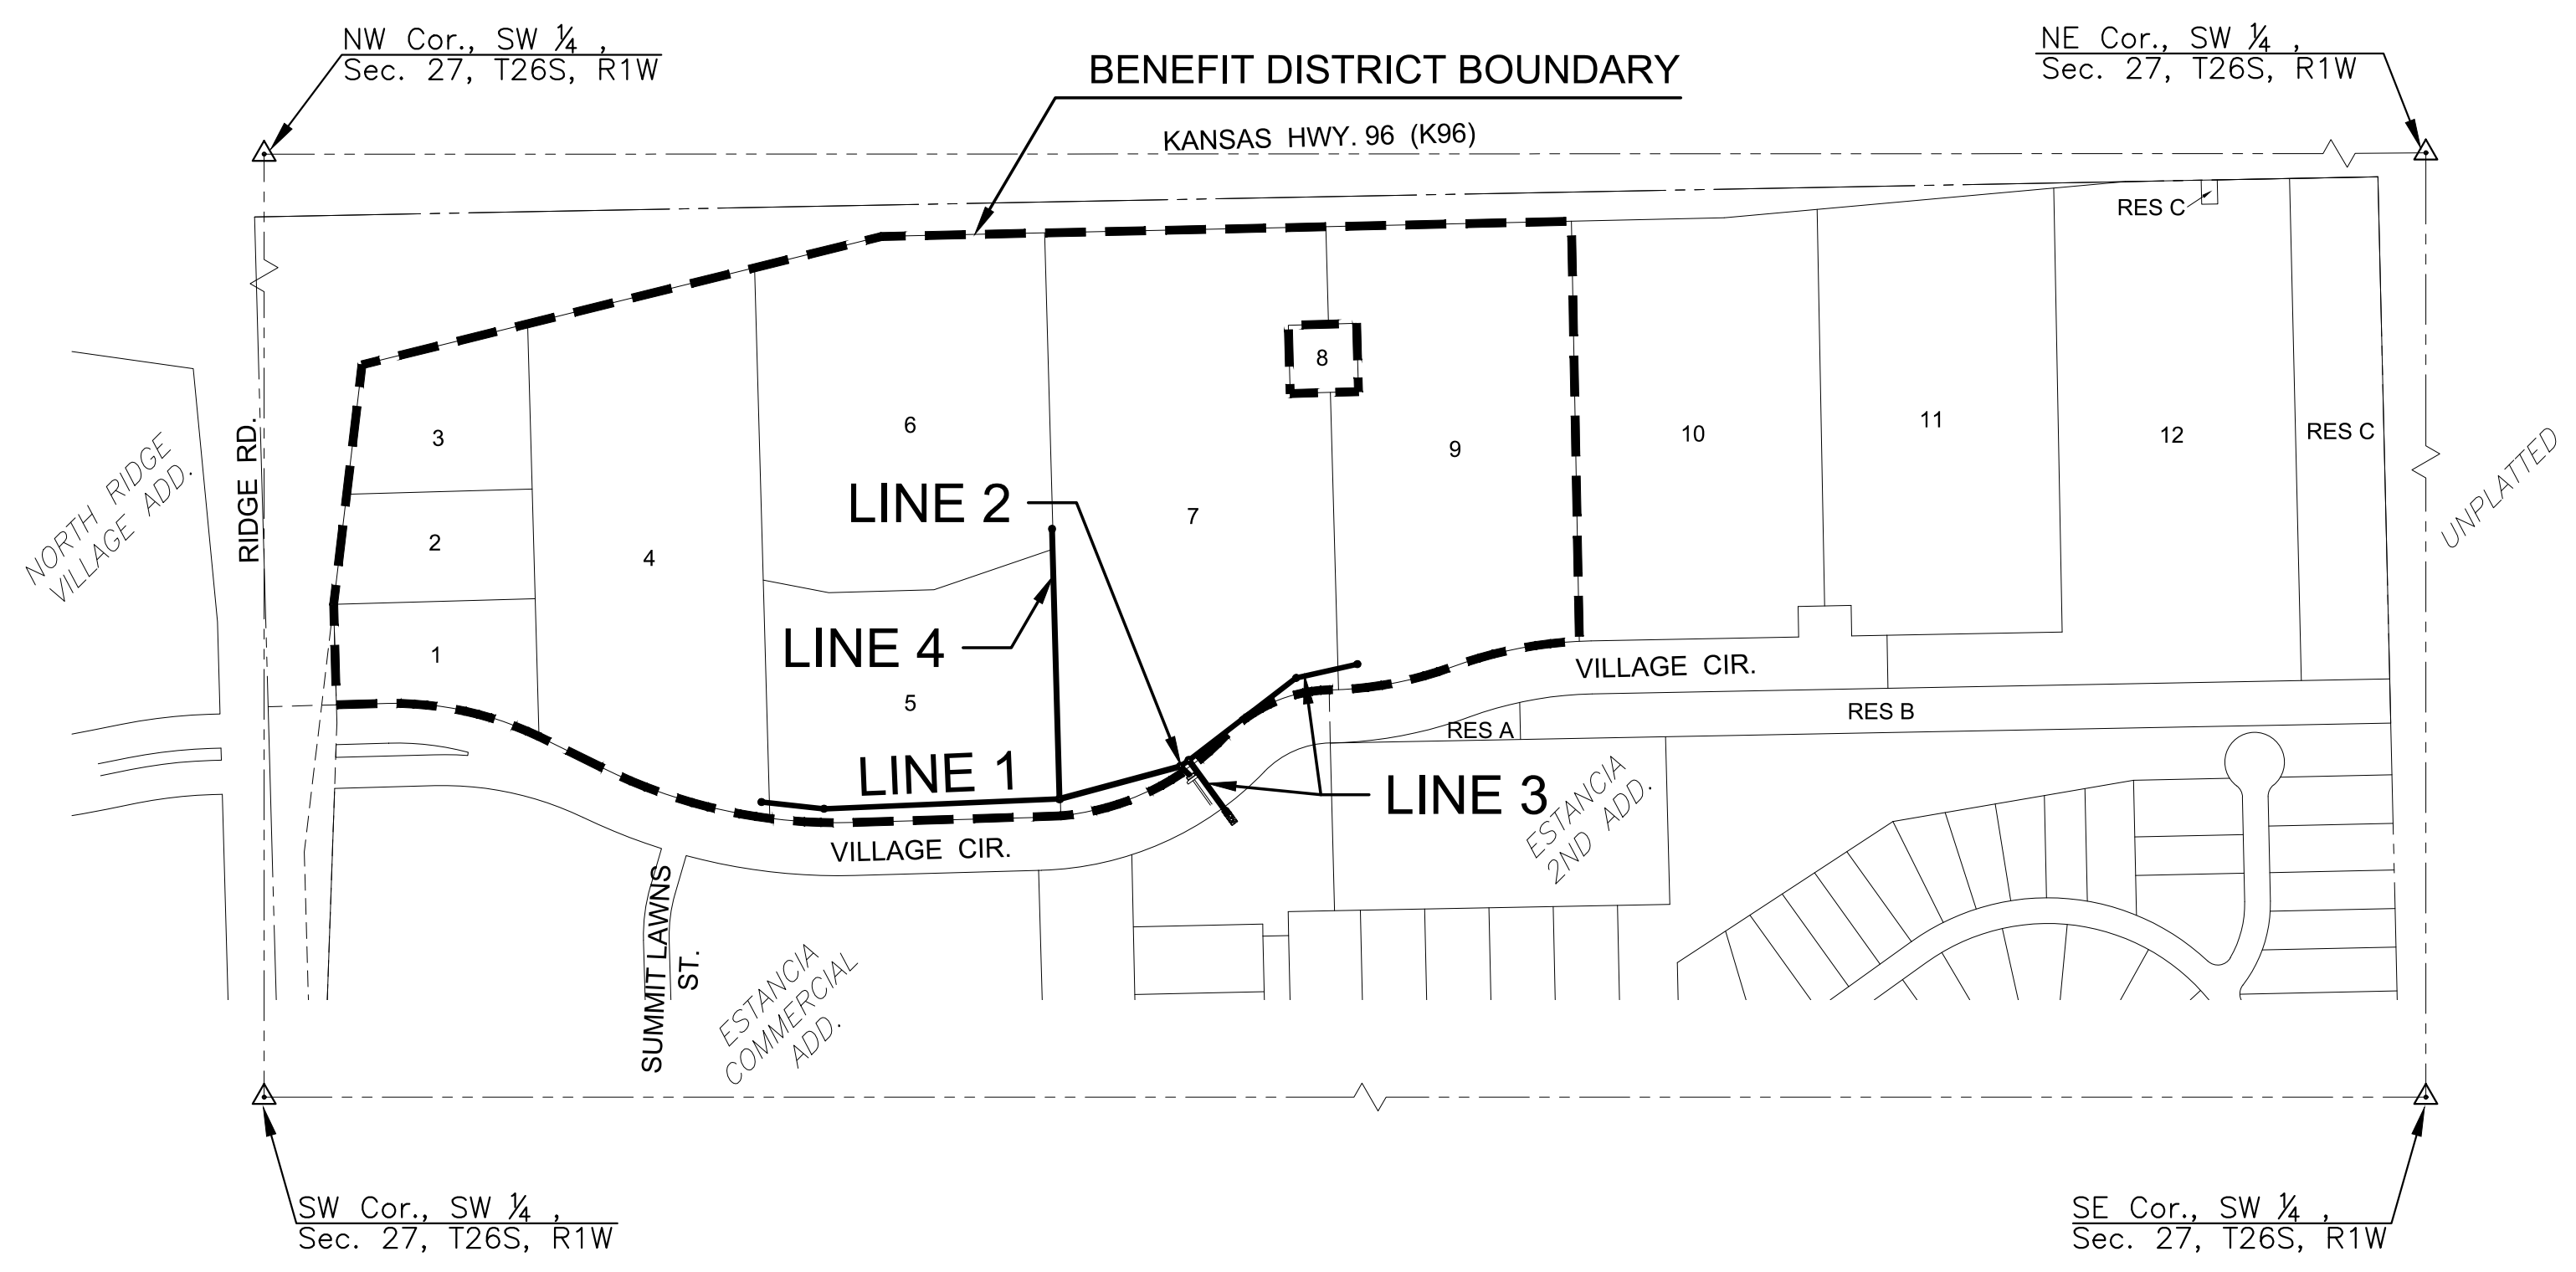 NW Cor., SW ¼ ,
Sec. 27, T26S, R1W
NE Cor., SW ¼ ,
Sec. 27, T26S, R1W
BENEFIT DISTRICT BOUNDARY
KANSAS HWY. 96 (K96)
RES C
NORTH RIDGE
VILLAGE ADD.
RIDGE RD.
3
2
1
4
6
5
7
8
9
10
11
12
RES C
UNPLATTED
LINE 2
LINE 4
LINE 1
LINE 3
VILLAGE CIR.
VILLAGE CIR.
RES A
RES B
ESTANCIA
2ND ADD.
SUMMIT LAWNS
ST.
ESTANCIA
COMMERCIAL
ADD.
SW Cor., SW ¼ ,
Sec. 27, T26S, R1W
SE Cor., SW ¼ ,
Sec. 27, T26S, R1W